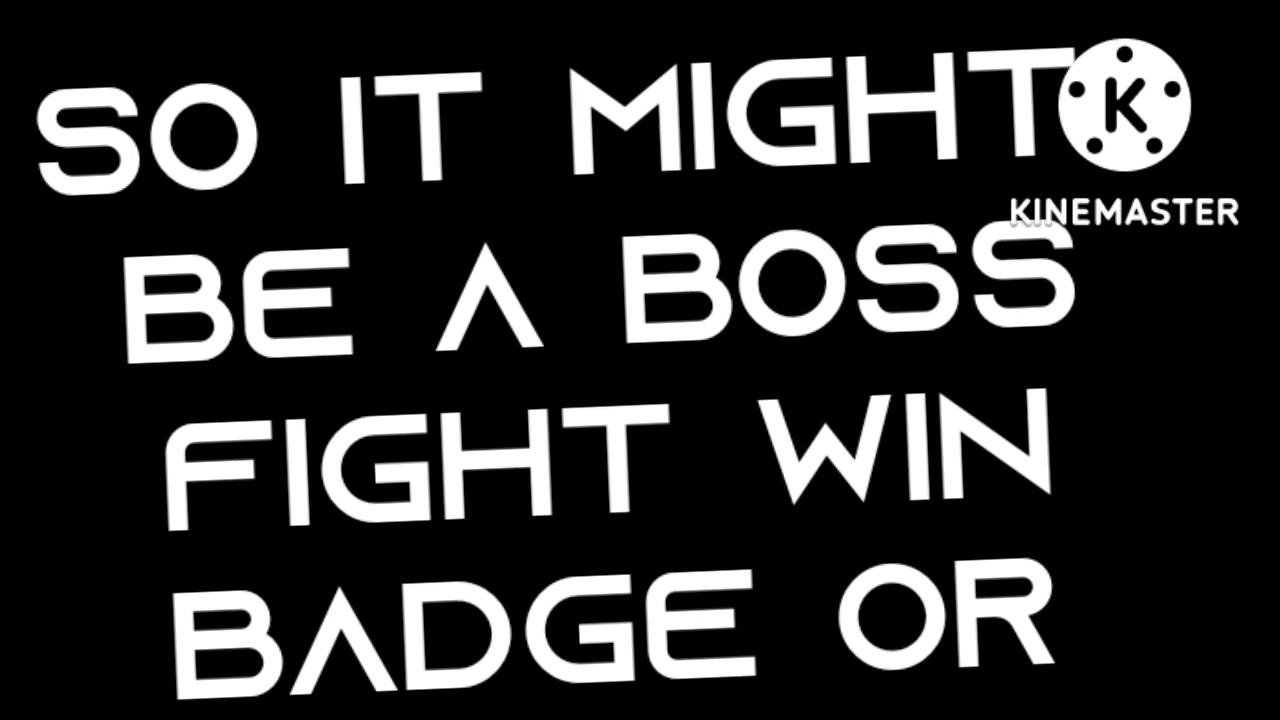 SO IT MIGHT
K
KINEMASTER
BE A BOSS
FIGHT WIN
BADGE OR